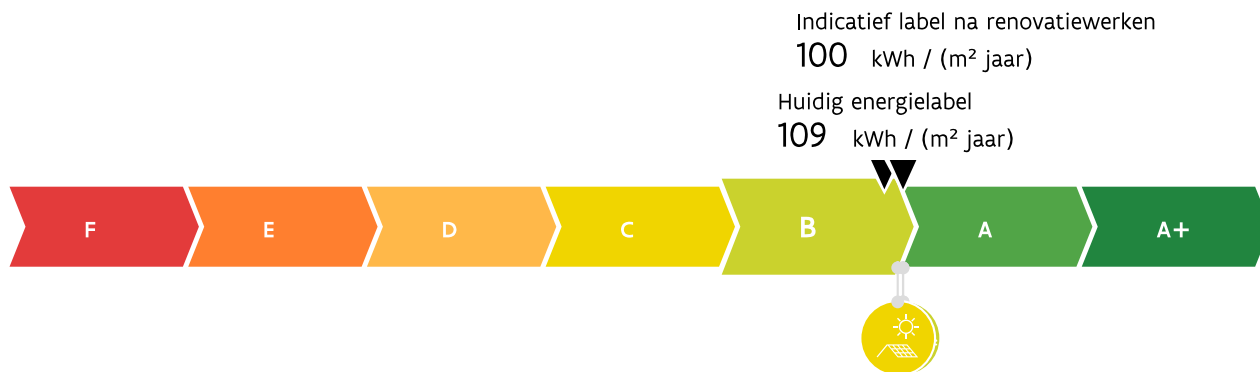 Indicatief label na renovatiewerken
100 kWh / (m² jaar)
Huidig energielabel
109 kWh / (m² jaar)
F E D C B A A+